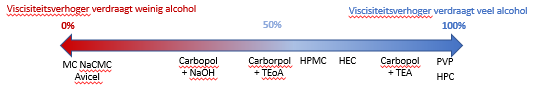 Viscisiteitsverhoger verdraagt weinig alcohol
Viscisiteitsverhoger verdraagt veel alcohol
0%
50%
100%
MC NaCMC
Avicel
Carbopol
+ NaOH
Carborpol
+ TEoA
HPMC
HEC
Carbopol
+ TEA
PVP
HPC